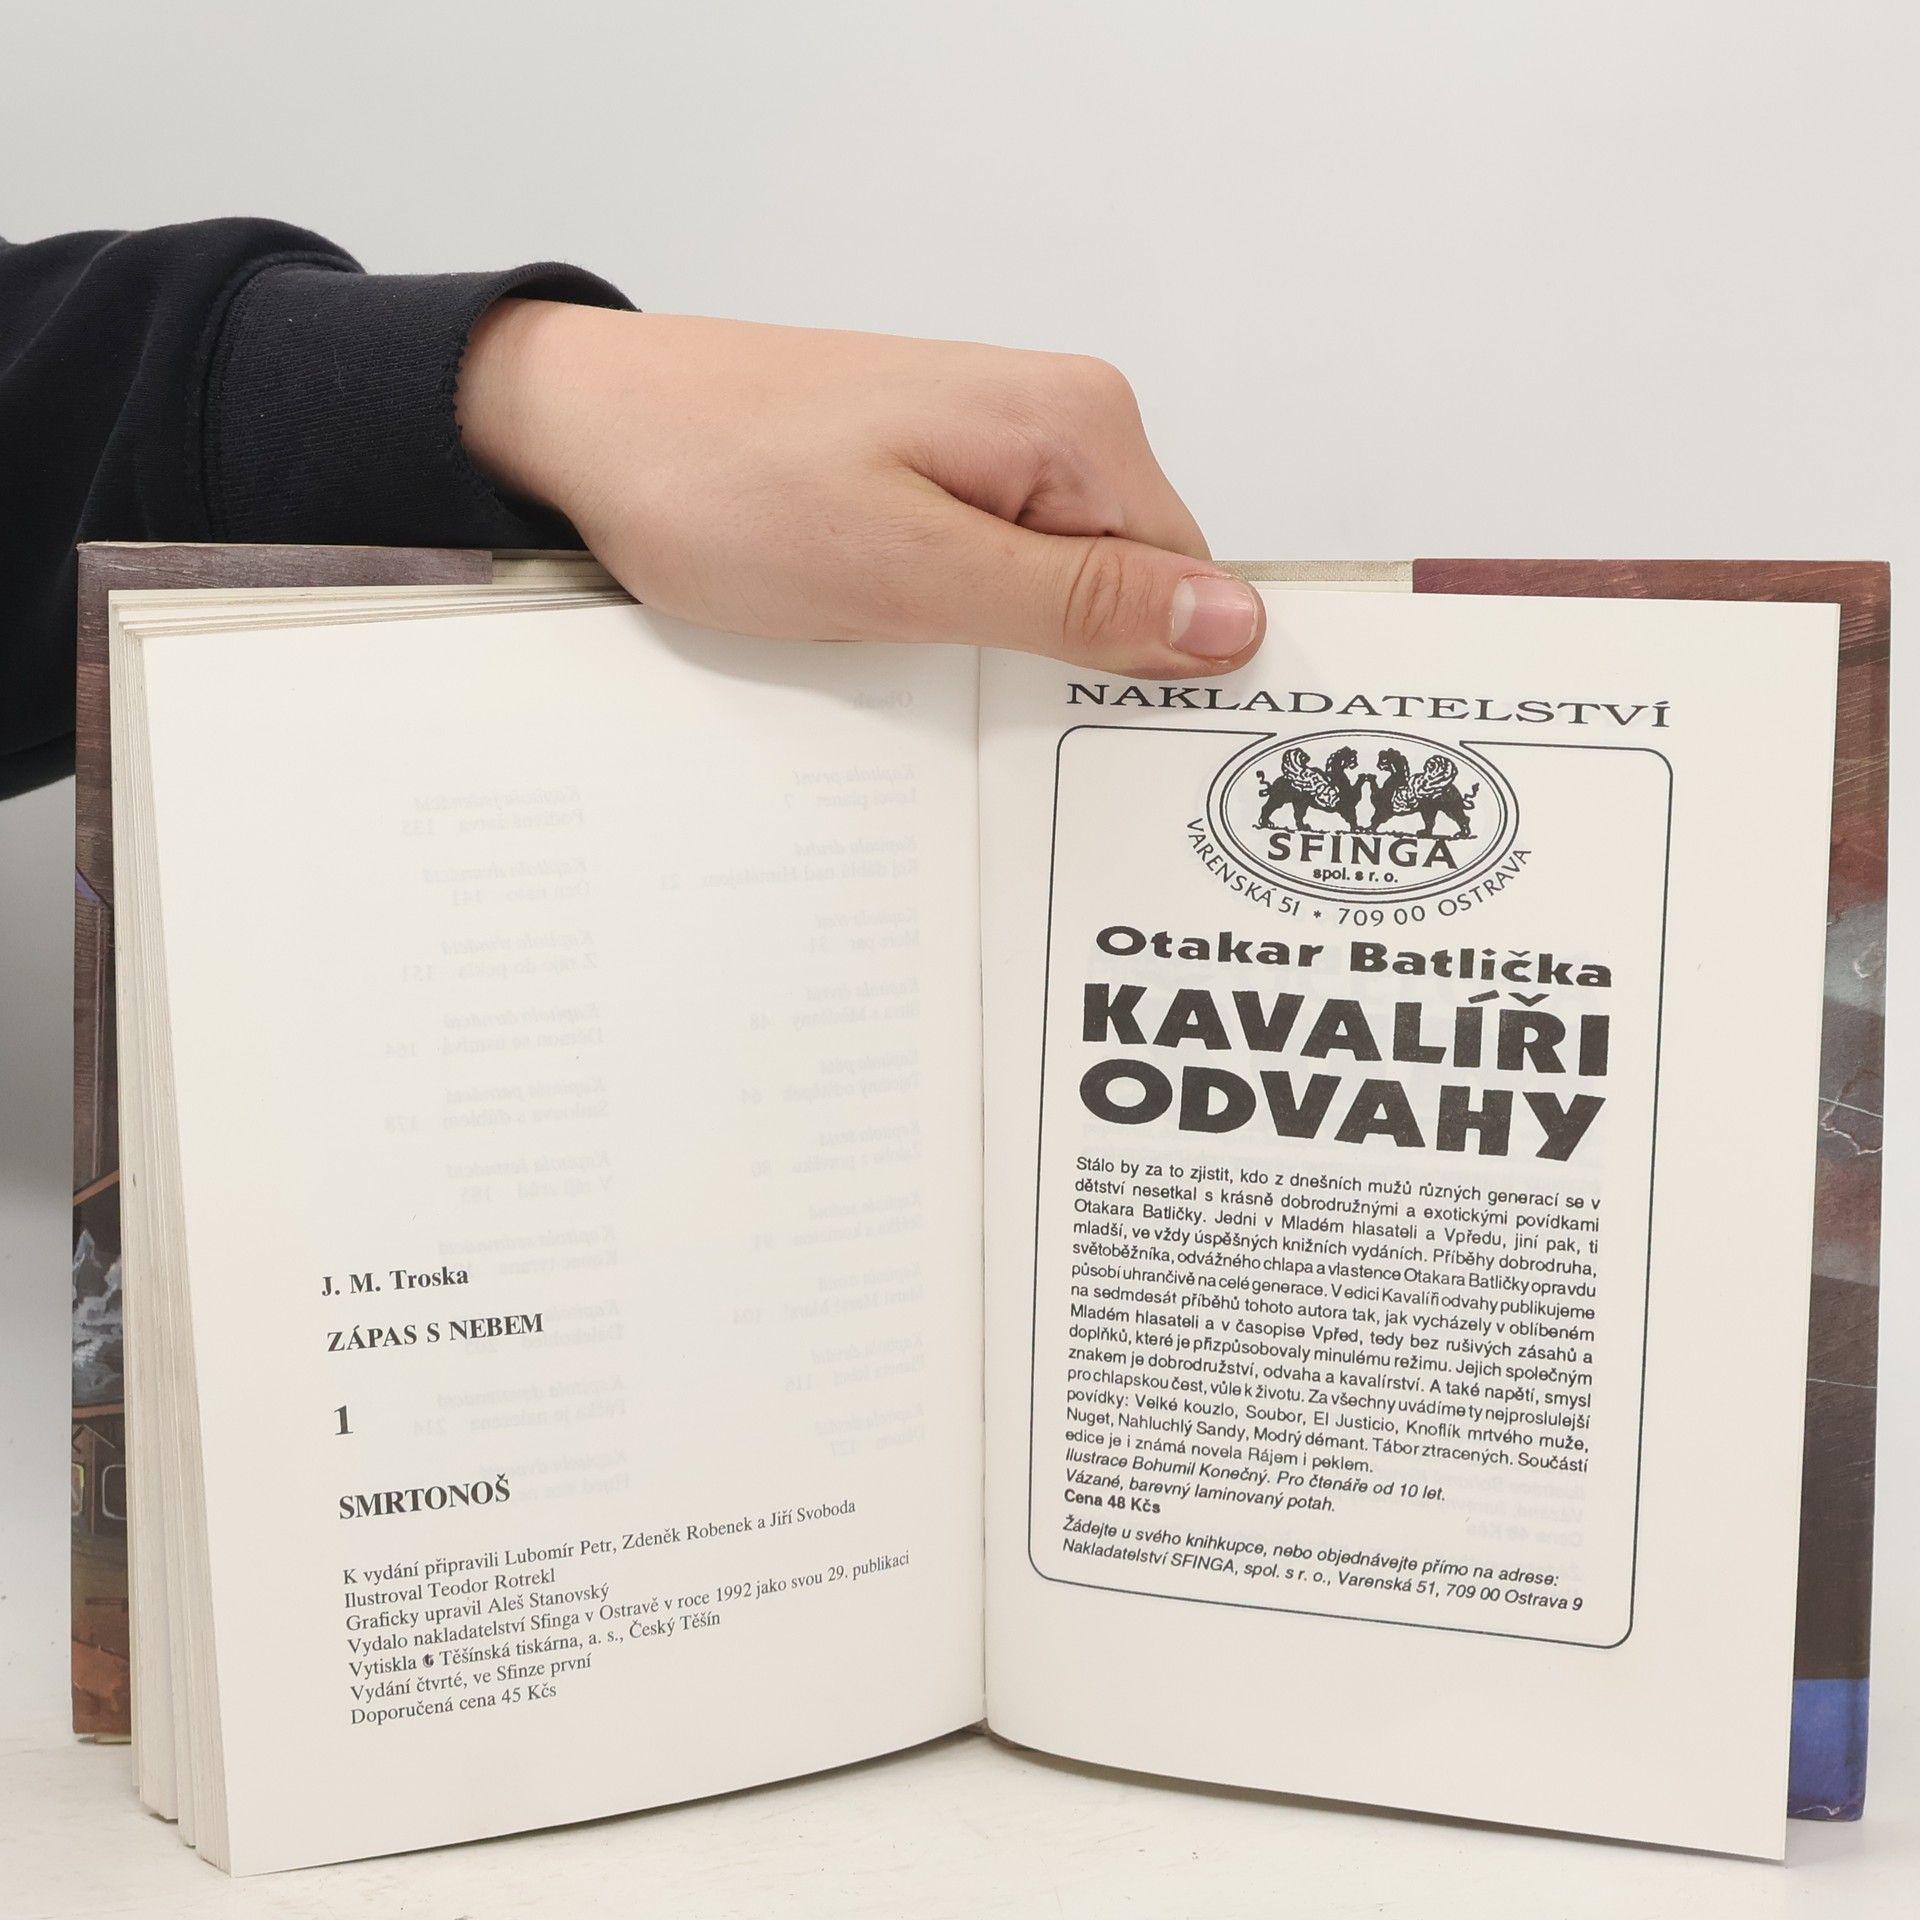 J. M. Troska
ZÁPAS S NEBEM
1
SMRTONOŠ
K vydání připravili Lubomír Petr, Zdeněk Robenek a Jiří Svoboda
Ilustroval Teodor Rotrekl
Graficky upravil Aleš Stanovský
Vydalo nakladatelství Sfinga v Ostravě v roce 1992 jako svou 29. publikaci
Vytiskla Těšínská tiskárna, a. s., Český Těšín
Vydání čtvrté, ve Sfinze první
Doporučená cena 45 Kčs
NAKLADATELSTVÍ
SFINGA
spol. s r. o.
VARENSKÁ 51 * 709 00 OSTRAVA
Otakar Batlička
KAVALÍŘI
ODVAHY
Stálo by za to zjistit, kdo z dnešních mužů různých generací se v
dětství nesetkal s krásně dobrodružnými a exotickými povídkami
Otakara Batličky. Jedni v Mladém hlasateli a Vpředu, jiní pak, ti
mladší, ve vždy úspěšných knižních vydáních. Příběhy dobrodruha,
světoběžníka, odvážného chlapa a vlastence Otakara Batličky opravdu
působí uhrančivě na celé generace. V edici Kavalíři odvahy publikujeme
na sedmdesát příběhů tohoto autora tak, jak vycházely v oblíbeném
Mladém hlasateli a v časopise Vpřed, tedy bez rušivých zásahů a
doplňků, které je přizpůsobovaly minulému režimu. Jejich společným
znakem je dobrodružství, odvaha a kavalírství. A také napětí, smysl
pro chlapskou čest, vůle k životu. Za všechny uvádíme ty nejproslulejší
povídky: Velké kouzlo, Soubor, El Justicio, Knoflík mrtvého muže,
Nuget, Nahluchlý Sandy, Modrý démant. Tábor ztracených. Součástí
edice je i známá novela Rájem i peklem.
Ilustrace Bohumil Konečný. Pro čtenáře od 10 let.
Vázané, barevný laminovaný potah.
Cena 48 Kčs
Žádejte u svého knihkupce, nebo objednávejte přímo na adrese:
Nakladatelství SFINGA, spol. s r. o., Varenská 51, 709 00 Ostrava 9